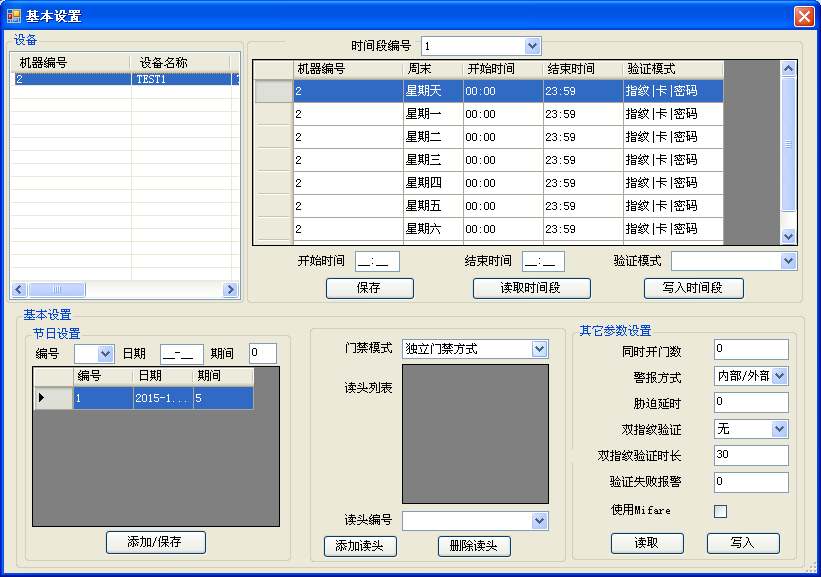 基本设置
设备
机器编号 设备名称
2 TEST1
时间段编号 1
机器编号 周末 开始时间 结束时间 验证模式
2 星期天 00:00 23:59 指纹|卡|密码
2 星期一 00:00 23:59 指纹|卡|密码
2 星期二 00:00 23:59 指纹|卡|密码
2 星期三 00:00 23:59 指纹|卡|密码
2 星期四 00:00 23:59 指纹|卡|密码
2 星期五 00:00 23:59 指纹|卡|密码
2 星期六 00:00 23:59 指纹|卡|密码
开始时间 __:__ 结束时间 __:__ 验证模式
保存 读取时间段 写入时间段
基本设置
节日设置
编号 日期 __-__ 期间 0
编号 日期 期间
1 2015-1... 5
添加/保存
门禁模式 独立门禁方式
读头列表
读头编号
添加读头 删除读头
其它参数设置
同时开门数 0
警报方式 内部/外部
胁迫延时 0
双指纹验证 无
双指纹验证时长 30
验证失败报警 0
使用Mifare
读取 写入